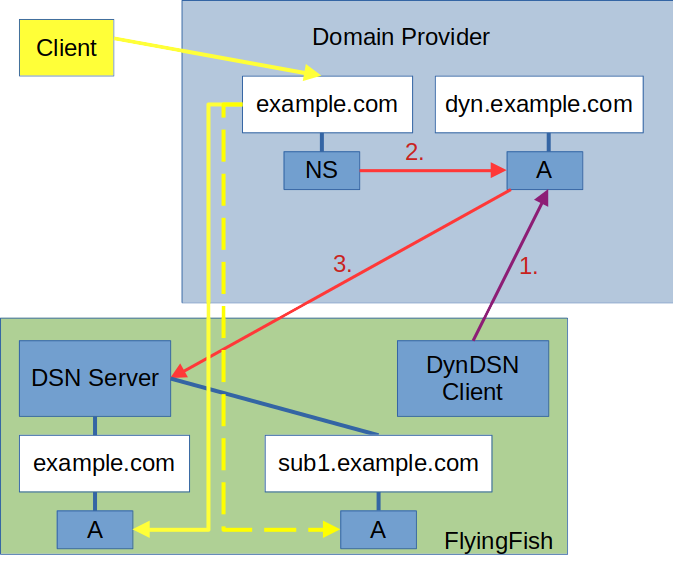 Client
Domain Provider
example.com
dyn.example.com
NS
2.
A
3.
1.
DSN Server
DynDSN
Client
example.com
sub1.example.com
A
A
FlyingFish